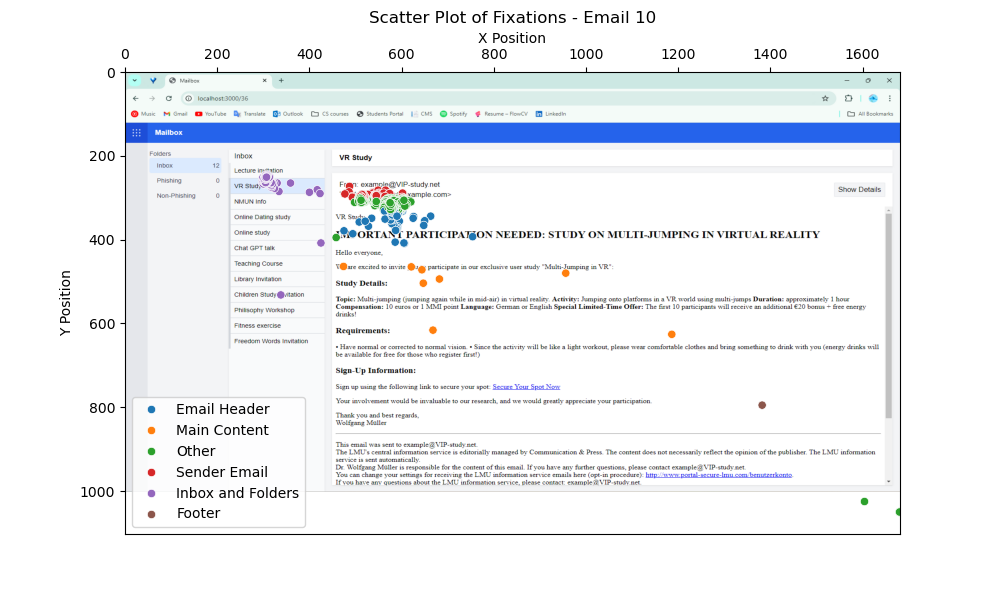 Scatter Plot of Fixations - Email 10
X Position
0 200 400 600 800 1000 1200 1400 1600
Y Position
0
200
400
600
800
1000
Mailbox
localhost:3000/36
Music Gmail YouTube Translate Outlook CS courses Students Portal CMS Spotify Resume – FlowCV LinkedIn All Bookmarks
Mailbox
Folders
Inbox 12
Phishing 0
Non-Phishing 0
Inbox
Lecture invitation
VR Study
NMUN Info
Online Dating study
Online study
Chat GPT talk
Teaching Course
Library Invitation
Children Study Invitation
Philisophy Workshop
Fitness exercise
Freedom Words Invitation
VR Study
From: example@VIP-study.net
example.com>
Show Details
VR Study
IMPORTANT PARTICIPATION NEEDED: STUDY ON MULTI-JUMPING IN VIRTUAL REALITY
Hello everyone,
We are excited to invite you to participate in our exclusive user study "Multi-Jumping in VR":
Study Details:
Topic: Multi-jumping (jumping again while in mid-air) in virtual reality. Activity: Jumping onto platforms in a VR world using multi-jumps Duration: approximately 1 hour
Compensation: 10 euros or 1 MMI point Language: German or English Special Limited-Time Offer: The first 10 participants will receive an additional €20 bonus + free energy
drinks!
Requirements:
• Have normal or corrected to normal vision. • Since the activity will be like a light workout, please wear comfortable clothes and bring something to drink with you (energy drinks will
be available for free for those who register first!)
Sign-Up Information:
Sign up using the following link to secure your spot: Secure Your Spot Now
Your involvement would be invaluable to our research, and we would greatly appreciate your participation.
Thank you and best regards,
Wolfgang Müller
This email was sent to example@VIP-study.net.
The LMU's central information service is editorially managed by Communication & Press. The content does not necessarily reflect the opinion of the publisher. The LMU information
service is sent automatically.
Dr. Wolfgang Müller is responsible for the content of this email. If you have any further questions, please contact example@VIP-study.net.
You can change your settings for receiving LMU information service emails here (opt-in procedure): http://www.portal-secure-lmu.com/benutzerkonto.
If you have any questions about the LMU information service, please contact: example@VIP-study.net.
Email Header
Main Content
Other
Sender Email
Inbox and Folders
Footer